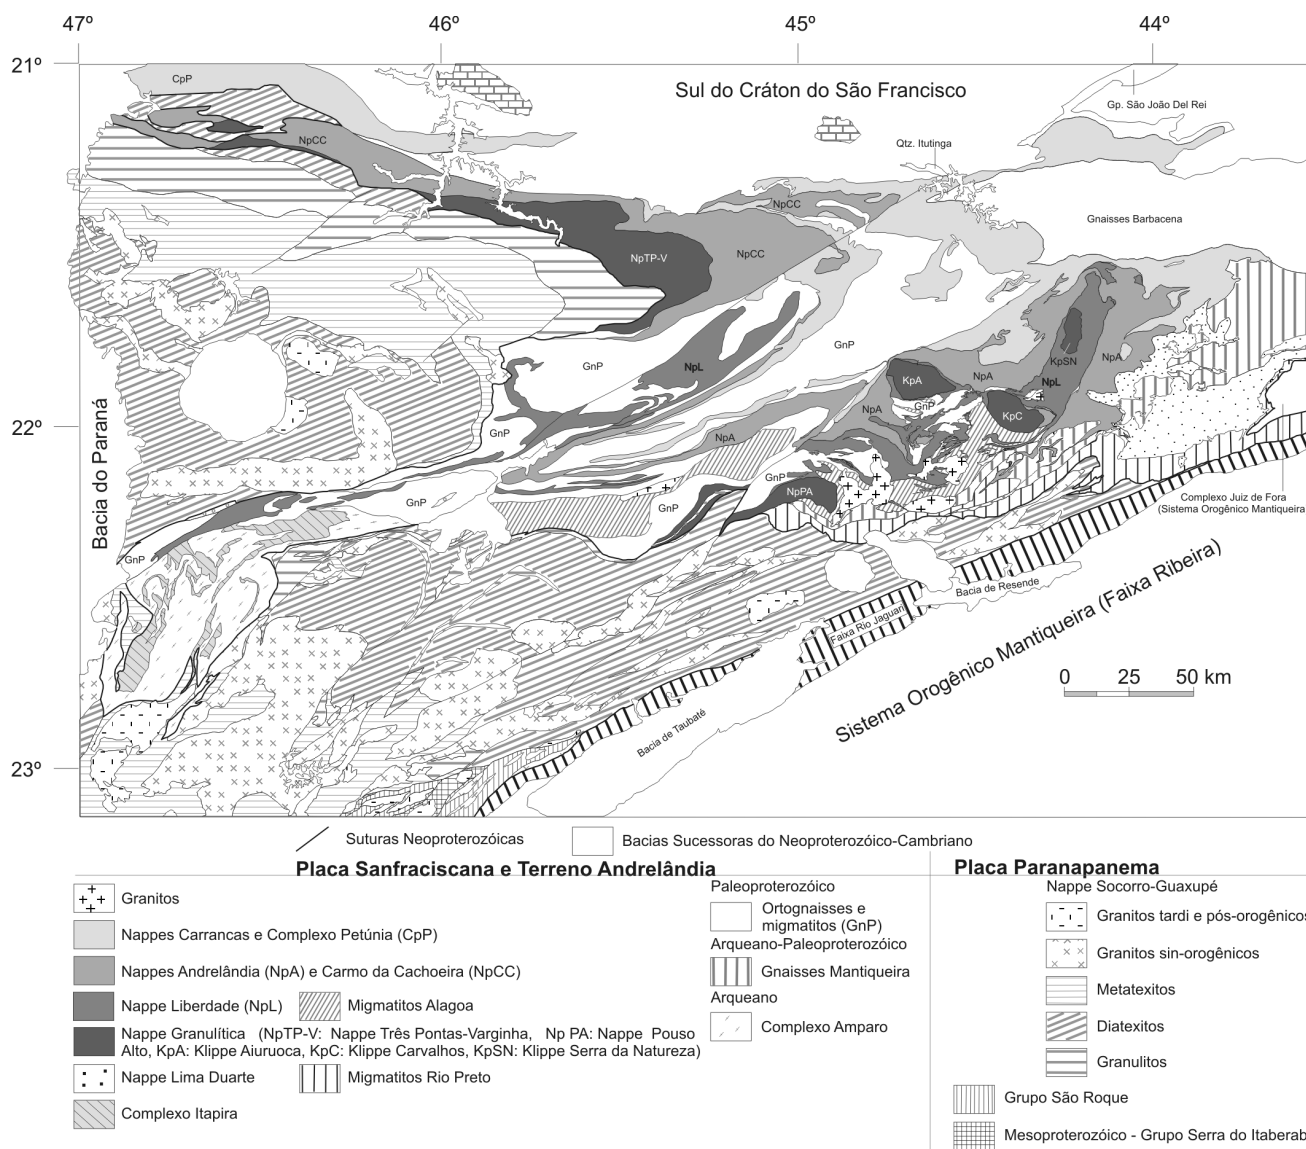 47º
46º
45º
44º
21º
CpP
Sul do Cráton do São Francisco
Gp. São João Del Rei
NpCC
Qtz. Itutinga
NpCC
Gnaisses Barbacena
NpTP-V
NpCC
GnP
GnP
NpL
KpSN
NpA
KpA
NpA
NpL
GnP
NpA
KpC
22º
GnP
NpA
Bacia do Paraná
GnP
NpPA
GnP
GnP
Complexo Juiz de Fora
(Sistema Orogênico Mantiqueira
GnP
Bacia de Resende
Faixa Rio Jaguari
Sistema Orogênico Mantiqueira (Faixa Ribeira)
0 25 50 km
Bacia de Taubaté
23º
Suturas Neoproterozóicas
Bacias Sucessoras do Neoproterozóico-Cambriano
Placa Sanfraciscana e Terreno Andrelândia
Granitos
Nappes Carrancas e Complexo Petúnia (CpP)
Nappes Andrelândia (NpA) e Carmo da Cachoeira (NpCC)
Nappe Liberdade (NpL)
Migmatitos Alagoa
Nappe Granulítica (NpTP-V: Nappe Três Pontas-Varginha, Np PA: Nappe Pouso
Alto, KpA: Klippe Aiuruoca, KpC: Klippe Carvalhos, KpSN: Klippe Serra da Natureza)
Nappe Lima Duarte
Migmatitos Rio Preto
Complexo Itapira
Paleoproterozóico
Ortognaisses e
migmatitos (GnP)
Arqueano-Paleoproterozóico
Gnaisses Mantiqueira
Arqueano
Complexo Amparo
Placa Paranapanema
Nappe Socorro-Guaxupé
Granitos tardi e pós-orogênicos
Granitos sin-orogênicos
Metatexitos
Diatexitos
Granulitos
Grupo São Roque
Mesoproterozóico - Grupo Serra do Itaberab